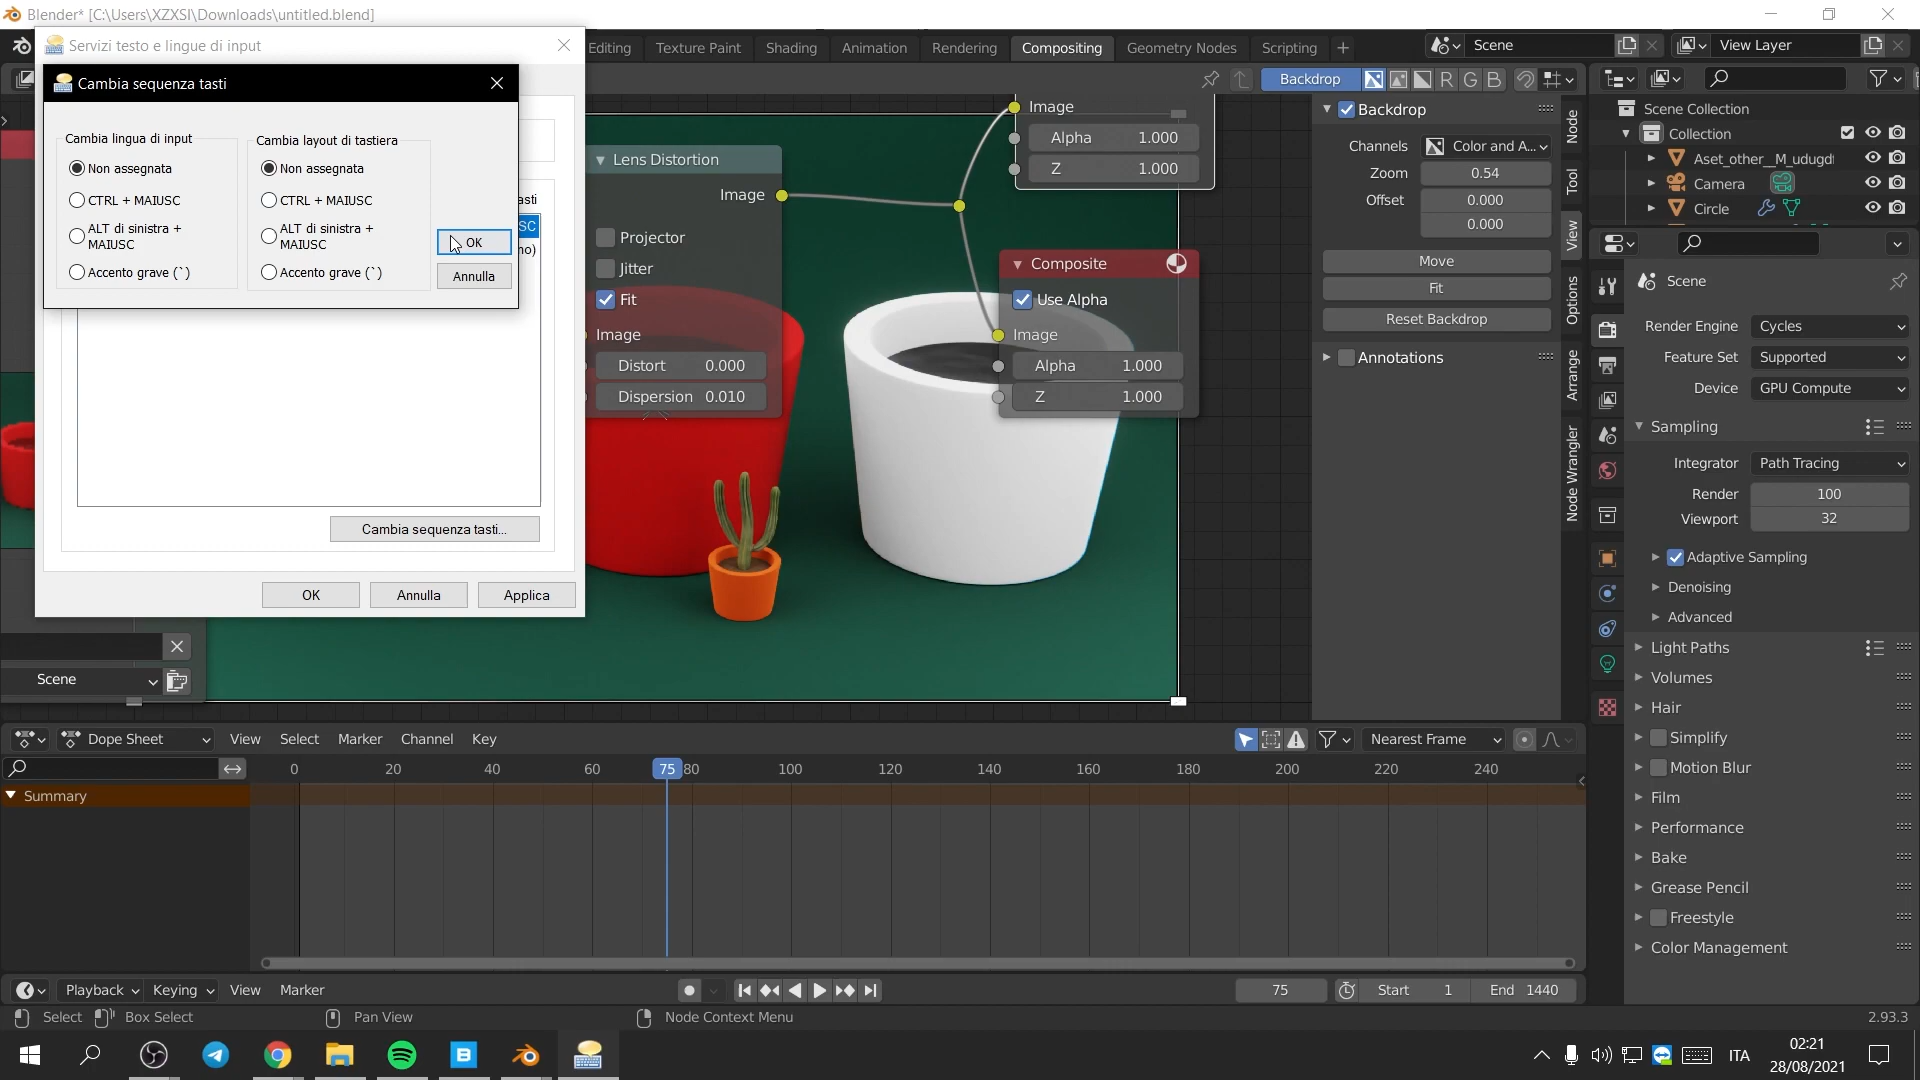 Blender* [C:\Users\XZXSI\Downloads\untitled.blend]
Servizi testo e lingue di input
Editing
Texture Paint
Shading
Animation
Rendering
Compositing
Geometry Nodes
Scripting
Scene
View Layer
Cambia sequenza tasti
Cambia lingua di input
Non assegnata
CTRL + MAIUSC
ALT di sinistra +
MAIUSC
Accento grave (`)
Cambia layout di tastiera
Non assegnata
CTRL + MAIUSC
ALT di sinistra +
MAIUSC
Accento grave (`)
OK
Annulla
Cambia sequenza tasti...
OK
Annulla
Applica
Lens Distortion
Image
Projector
Jitter
Fit
Image
Distort 0.000
Dispersion 0.010
Image
Alpha 1.000
Z 1.000
Composite
Use Alpha
Image
Alpha 1.000
Z 1.000
Backdrop
R G B
Backdrop
Channels Color and A...
Zoom 0.54
Offset 0.000
0.000
Move
Fit
Reset Backdrop
Annotations
Node
Tool
View
Options
Arrange
Node Wrangler
Scene Collection
Collection
Aset_other__M_udugd
Camera
Circle
Scene
Render Engine Cycles
Feature Set Supported
Device GPU Compute
Sampling
Integrator Path Tracing
Render 100
Viewport 32
Adaptive Sampling
Denoising
Advanced
Light Paths
Volumes
Hair
Simplify
Motion Blur
Film
Performance
Bake
Grease Pencil
Freestyle
Color Management
Scene
Dope Sheet View Select Marker Channel Key
Nearest Frame
0 20 40 60 75 80 100 120 140 160 180 200 220 240
Summary
Playback Keying View Marker
75 Start 1 End 1440
Select Box Select Pan View Node Context Menu
2.93.3
ITA
02:21
28/08/2021